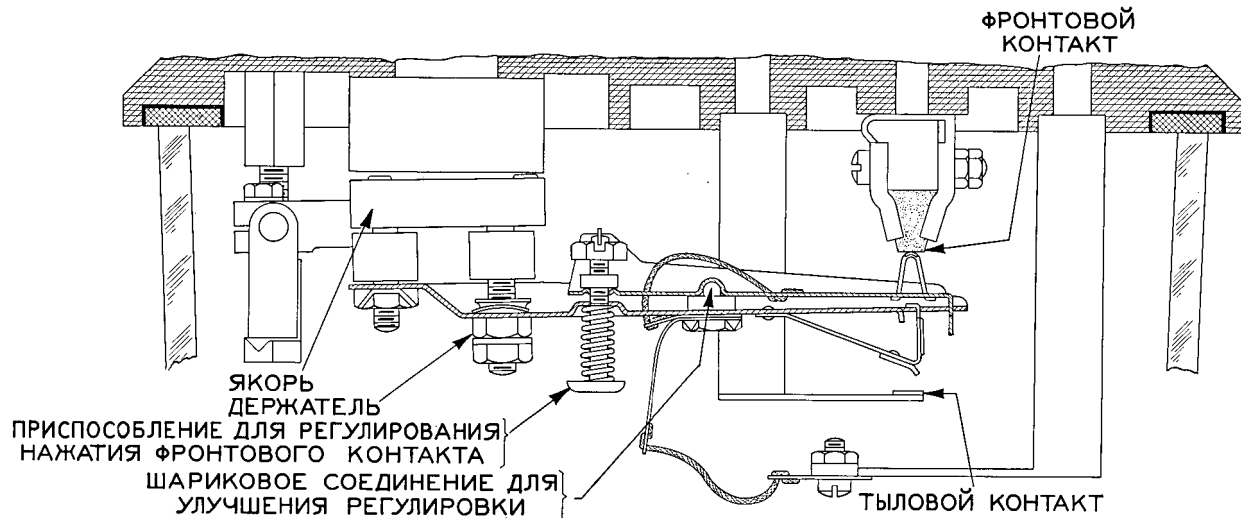 ФРОНТОВОЙ
КОНТАКТ
ЯКОРЬ
ДЕРЖАТЕЛЬ
ПРИСПОСОБЛЕНИЕ ДЛЯ РЕГУЛИРОВАНИЯ
НАЖАТИЯ ФРОНТОВОГО КОНТАКТА
ШАРИКОВОЕ СОЕДИНЕНИЕ ДЛЯ
УЛУЧШЕНИЯ РЕГУЛИРОВКИ
ТЫЛОВОЙ КОНТАКТ